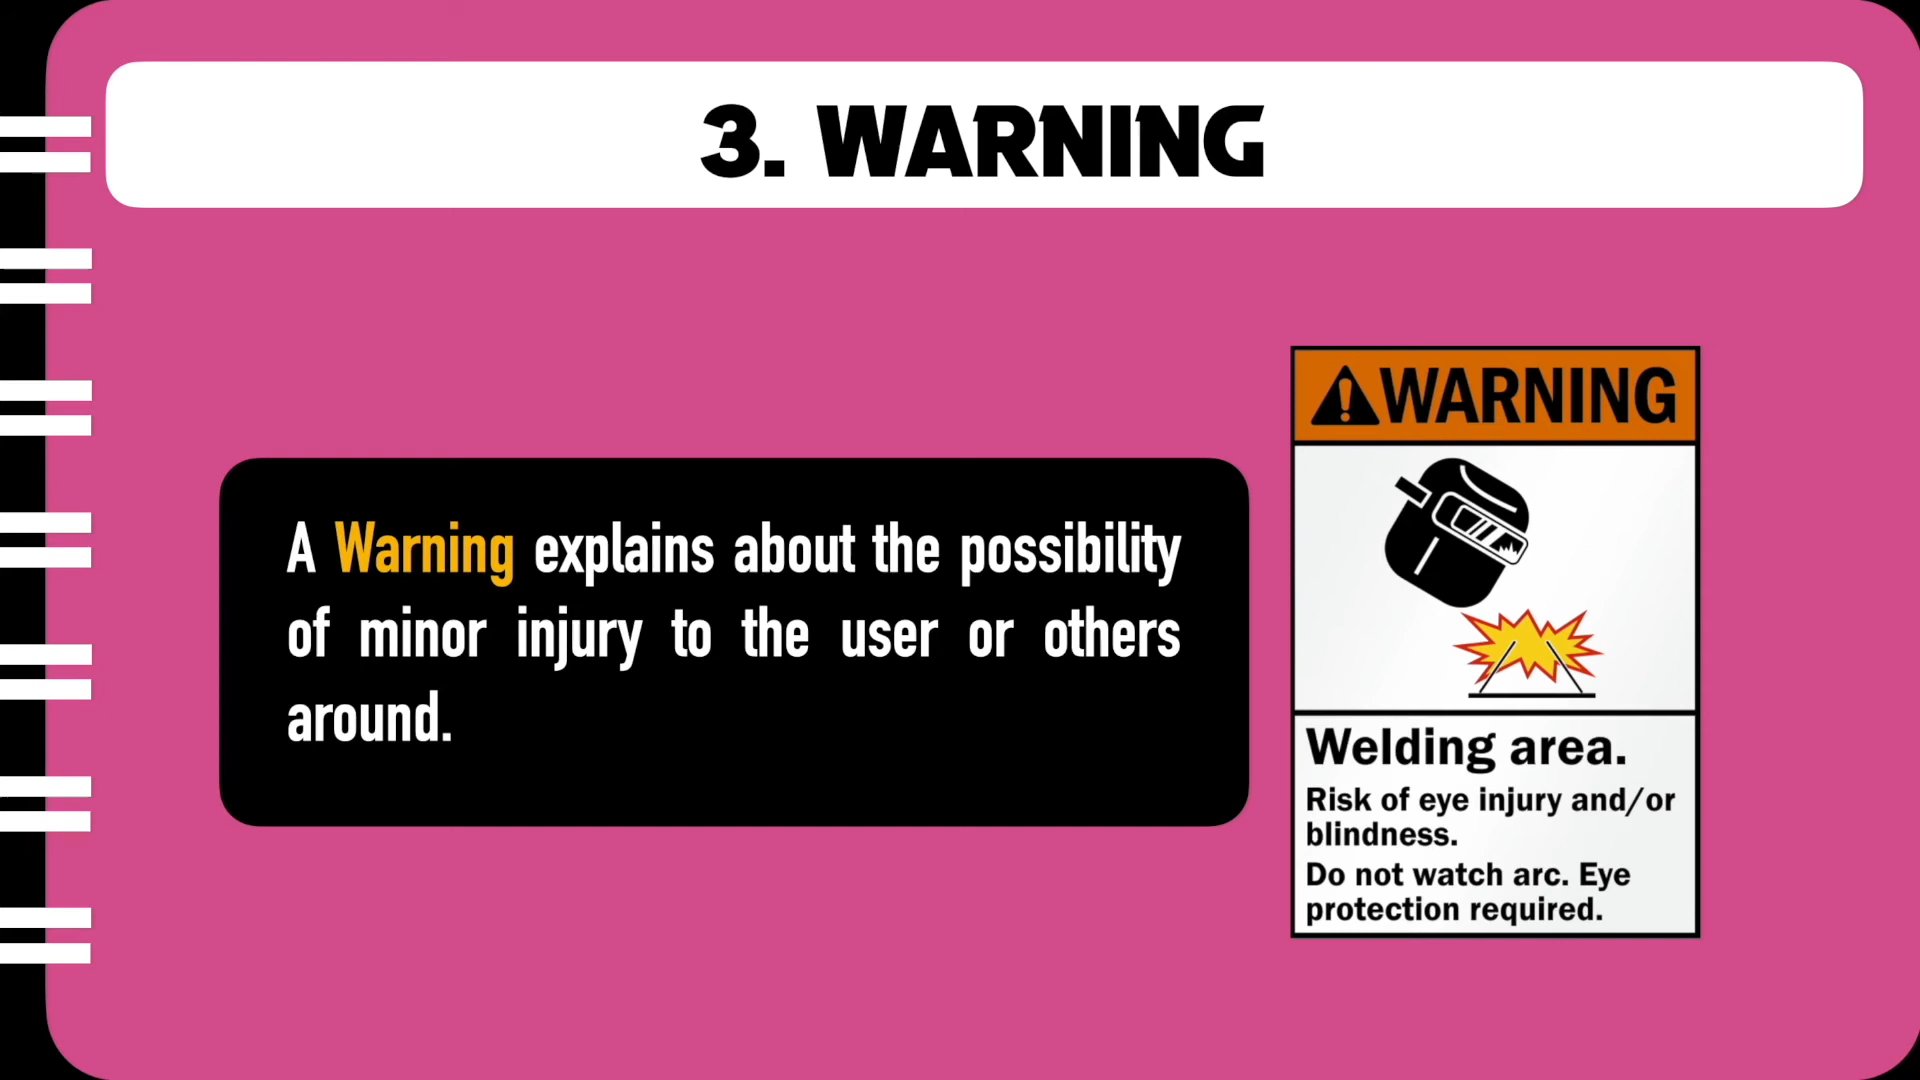 3. WARNING
A Warning explains about the possibility
of minor injury to the user or others
around.
WARNING
Welding area.
Risk of eye injury and/or
blindness.
Do not watch arc. Eye
protection required.